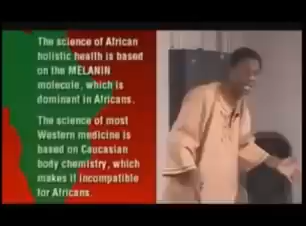 The science of African
holistic health is based
on the MELANIN
molecule, which is
dominant in Africans.
The science of most
Western medicine is
based on Caucasian
body chemistry, which
makes it incompatible
for Africans.